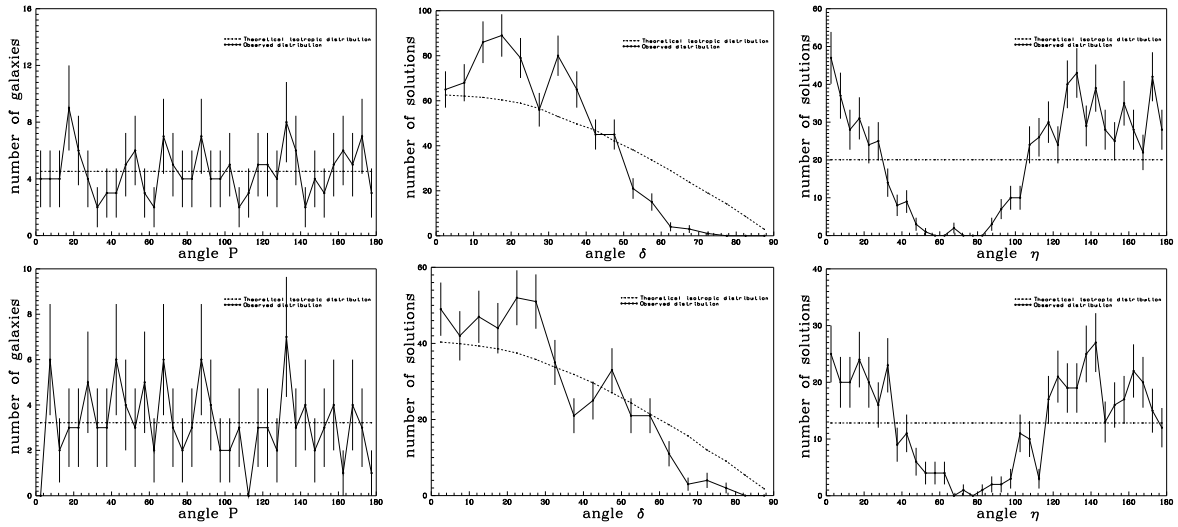 number of galaxies
16
12
8
4
0
Theoretical isotropic distribution
Observed distribution
0 20 40 60 80 100 120 140 160 180
angle P
number of solutions
100
80
60
40
20
0
Theoretical isotropic distribution
Observed distribution
0 10 20 30 40 50 60 70 80 90
angle δ
number of solutions
60
50
40
30
20
10
0
Theoretical isotropic distribution
Observed distribution
0 20 40 60 80 100 120 140 160 180
angle η
number of galaxies
10
8
6
4
2
0
Theoretical isotropic distribution
Observed distribution
0 20 40 60 80 100 120 140 160 180
angle P
number of solutions
60
40
20
0
Theoretical isotropic distribution
Observed distribution
0 10 20 30 40 50 60 70 80 90
angle δ
number of solutions
40
30
20
10
0
Theoretical isotropic distribution
Observed distribution
0 20 40 60 80 100 120 140 160 180
angle η